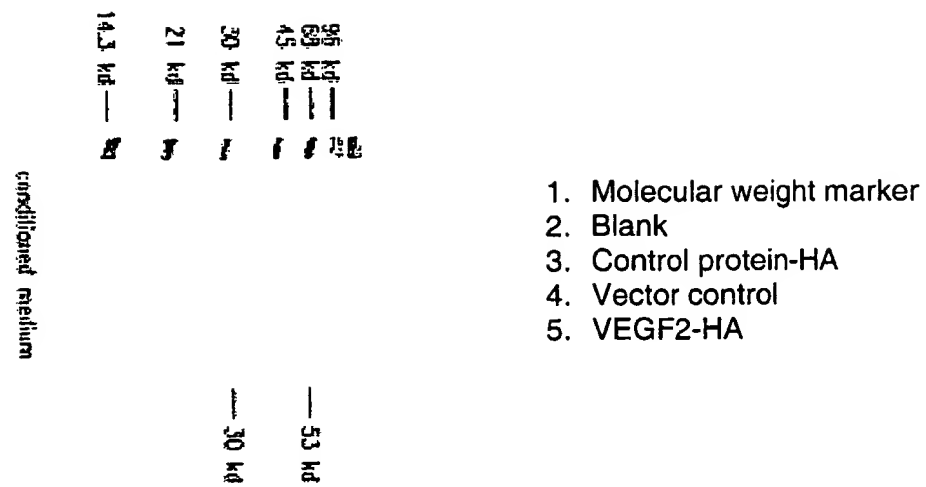 14.3 kd
21 kd
30 kd
45 kd
68 kd
96 kd
conditioned medium
30 kd
53 kd
1. Molecular weight marker
2. Blank
3. Control protein-HA
4. Vector control
5. VEGF2-HA